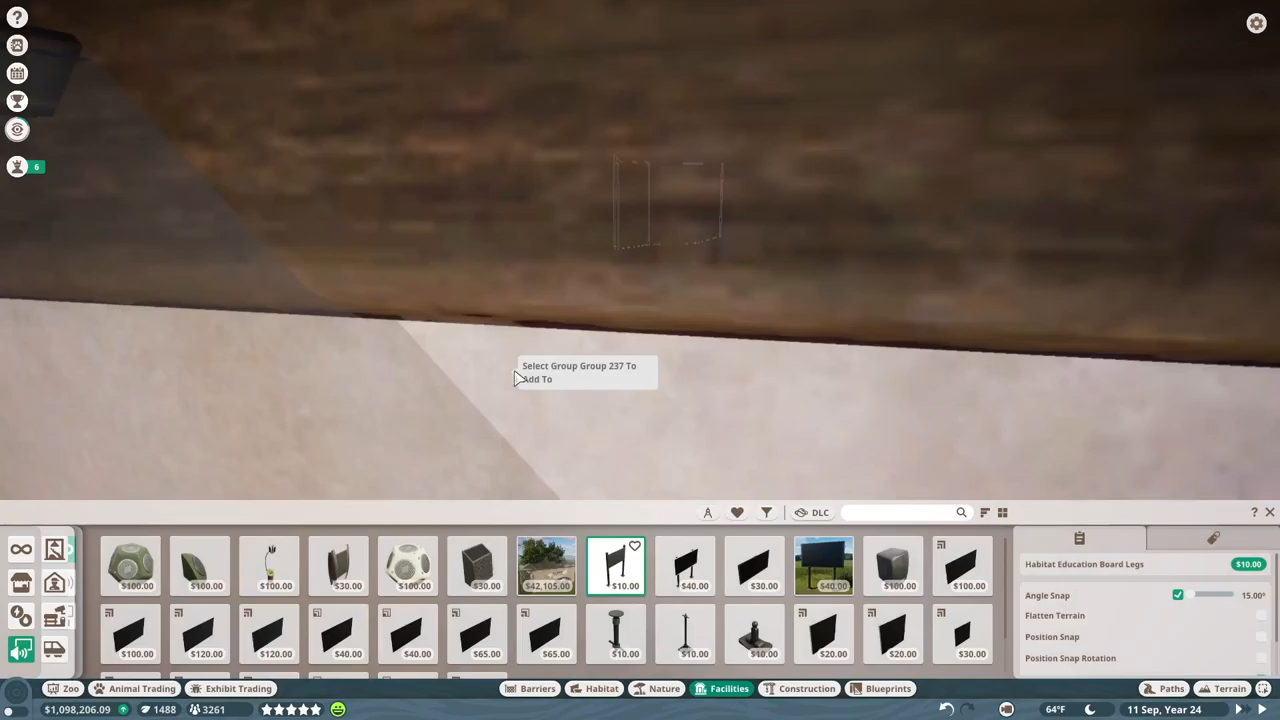 ?
6
Select Group Group 237 To
Add To
DLC
?
$100.00
$100.00
$30.00
$30.00
$100.00
$30.00
$42,105.00
$10.00
$40.00
$30.00
$40.00
$100.00
$100.00
$100.00
$120.00
$120.00
$40.00
$40.00
$65.00
$65.00
$10.00
$10.00
$10.00
$20.00
$20.00
$30.00
Habitat Education Board Legs
$10.00
Angle Snap
15.00°
Flatten Terrain
Position Snap
Position Snap Rotation
Zoo
Animal Trading
Exhibit Trading
Barriers
Habitat
Nature
Facilities
Construction
Blueprints
Paths
Terrain
$1,098,206.09
1488
3261
64°F
11 Sep, Year 24